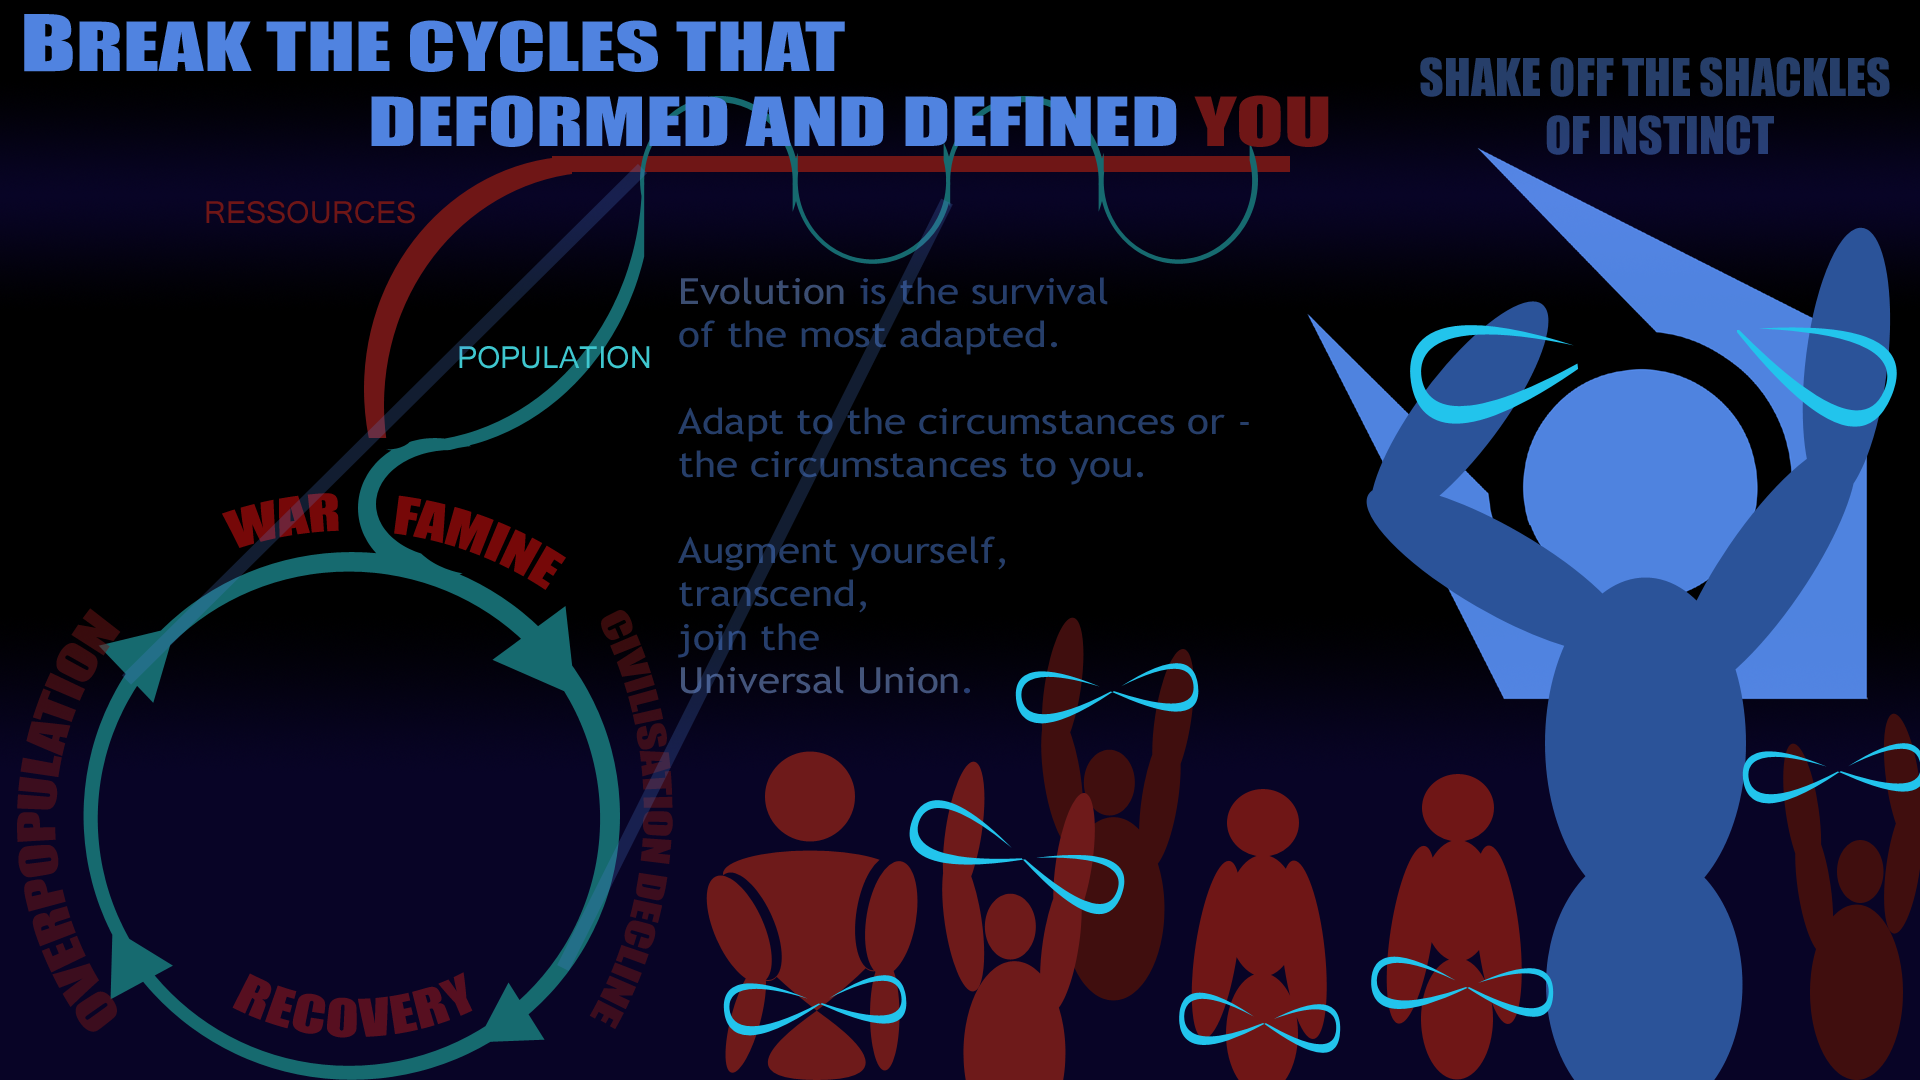 BREAK THE CYCLES THAT
DEFORMED AND DEFINED YOU
SHAKE OFF THE SHACKLES
OF INSTINCT
RESSOURCES
POPULATION
Evolution is the survival
of the most adapted.
Adapt to the circumstances or -
the circumstances to you.
Augment yourself,
transcend,
join the
Universal Union.
WAR
FAMINE
CIVILISATION DECLINE
RECOVERY
OVERPOPULATION